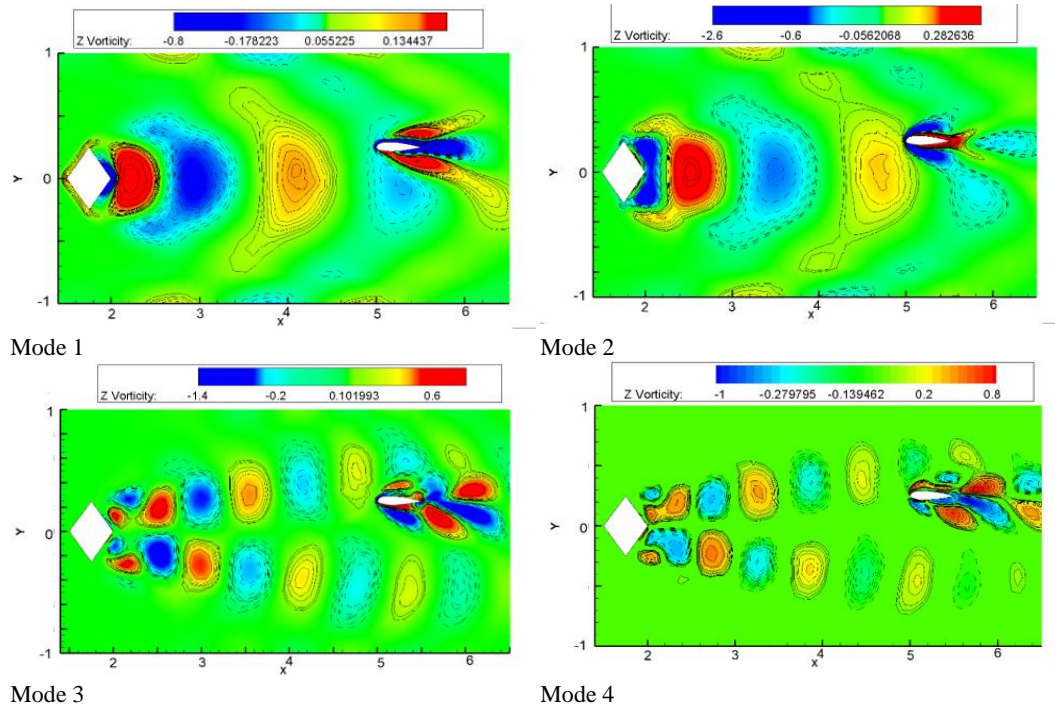 Z Vorticity: -0.8 -0.178223 0.055225 0.134437
Z Vorticity: -2.6 -0.6 -0.0562068 0.282636
1
1
Y
0
Y
0
-1
-1
2 3 4 5 6
2 3 4 5 6
X
X
Mode 1
Mode 2
Z Vorticity: -1.4 -0.2 0.101993 0.6
Z Vorticity: -1 -0.279795 -0.139462 0.2 0.8
1
1
Y
0
Y
0
-1
-1
2 3 4 5 6
2 3 4 5 6
X
X
Mode 3
Mode 4